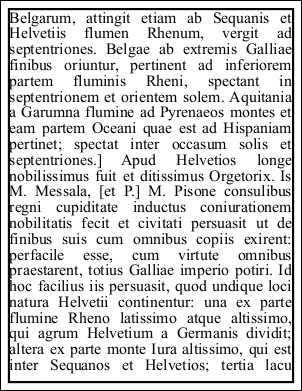 Belgarum, attingit etiam ab Sequanis et
Helvetiis flumen Rhenum, vergit ad
septentriones. Belgae ab extremis Galliae
finibus oriuntur, pertinent ad inferiorem
partem fluminis Rheni, spectant in
septentrionem et orientem solem. Aquitania
a Garumna flumine ad Pyrenaeos montes et
eam partem Oceani quae est ad Hispaniam
pertinet; spectat inter occasum solis et
septentriones.] Apud Helvetios longe
nobilissimus fuit et ditissimus Orgetorix. Is
M. Messala, [et P.] M. Pisone consulibus
regni cupiditate inductus coniurationem
nobilitatis fecit et civitati persuasit ut de
finibus suis cum omnibus copiis exirent:
perfacile esse, cum virtute omnibus
praestarent, totius Galliae imperio potiri. Id
hoc facilius iis persuasit, quod undique loci
natura Helvetii continentur: una ex parte
flumine Rheno latissimo atque altissimo,
qui agrum Helvetium a Germanis dividit;
altera ex parte monte Iura altissimo, qui est
inter Sequanos et Helvetios; tertia lacu